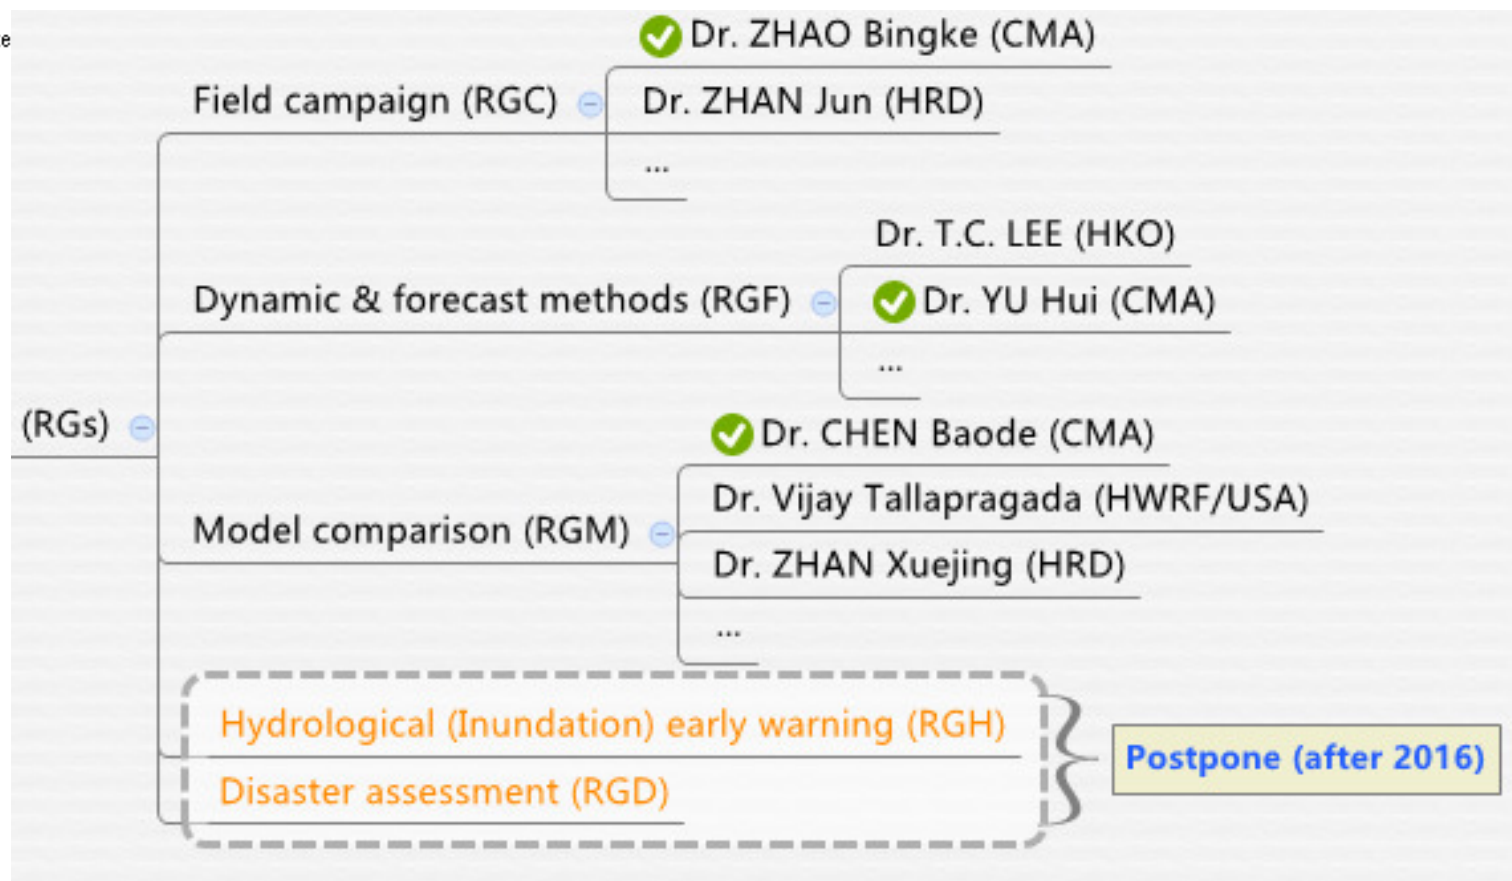 Dr. ZHAO Bingke (CMA)
Field campaign (RGC)
Dr. ZHAN Jun (HRD)
...
Dr. T.C. LEE (HKO)
Dynamic & forecast methods (RGF)
Dr. YU Hui (CMA)
...
(RGs)
Dr. CHEN Baode (CMA)
Dr. Vijay Tallapragada (HWRF/USA)
Model comparison (RGM)
Dr. ZHAN Xuejing (HRD)
...
Hydrological (Inundation) early warning (RGH)
Postpone (after 2016)
Disaster assessment (RGD)